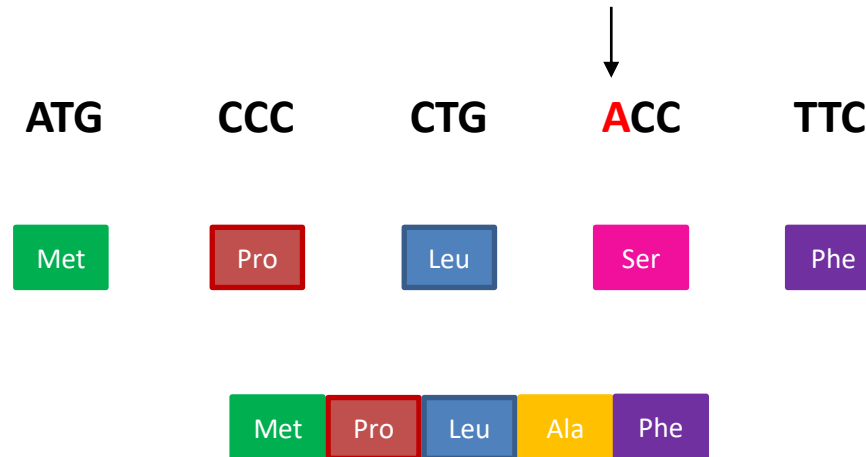 ATG CCC CTG ACC TTC
Met Pro Leu Ser Phe
Met Pro Leu Ala Phe